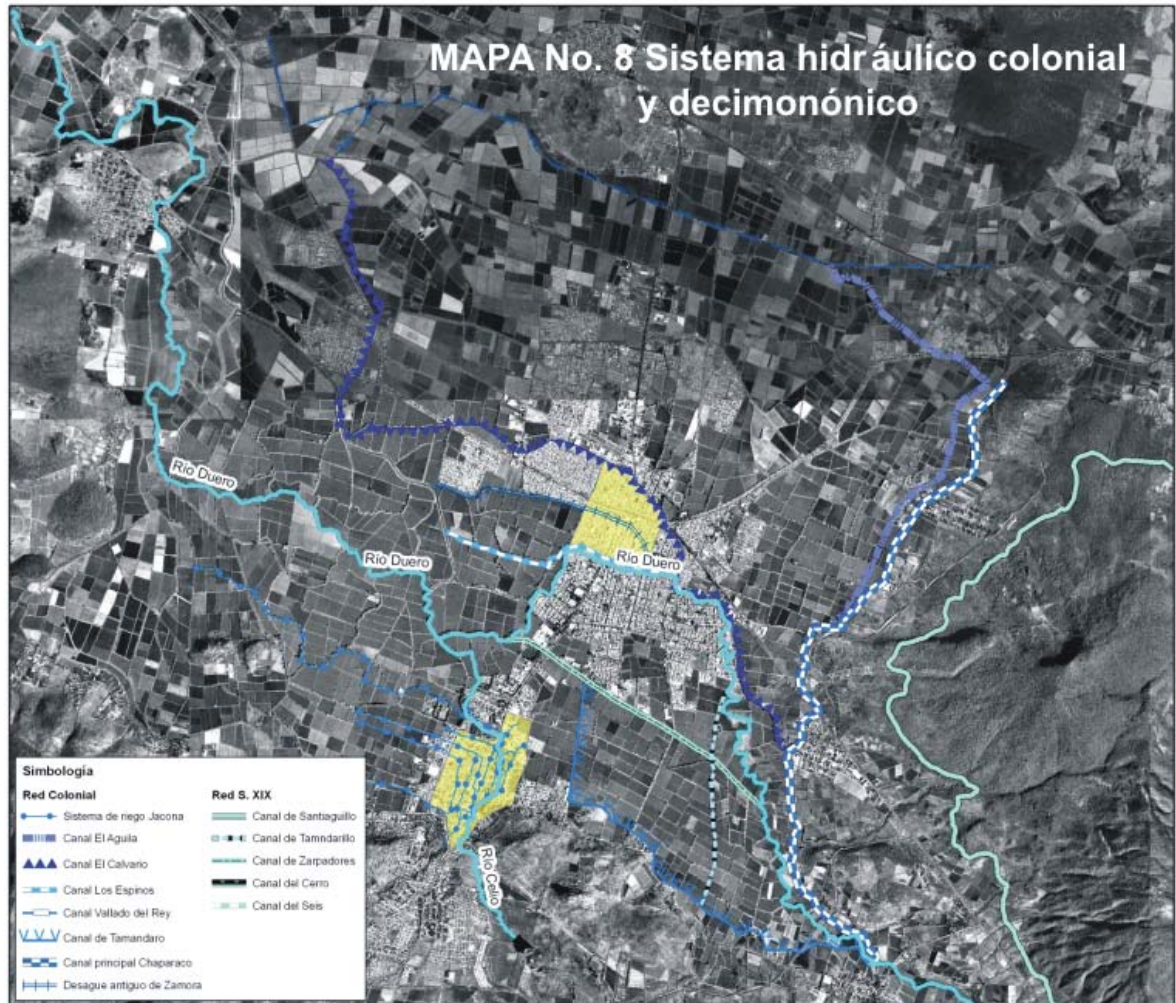 MAPA No. 8 Sistema hidráulico colonial
y decimonónico
Río Duero
Río Duero
Río Duero
Río Celio
Simbología
Red Colonial
Sistema de riego Jacona
Canal El Aguila
Canal El Calvario
Canal Los Espinos
Canal Vallado del Rey
Canal de Tamandaro
Canal principal Chaparaco
Desague antiguo de Zamora
Red S. XIX
Canal de Santiaguillo
Canal de Tamndarillo
Canal de Zarpadores
Canal del Cerro
Canal del Seis